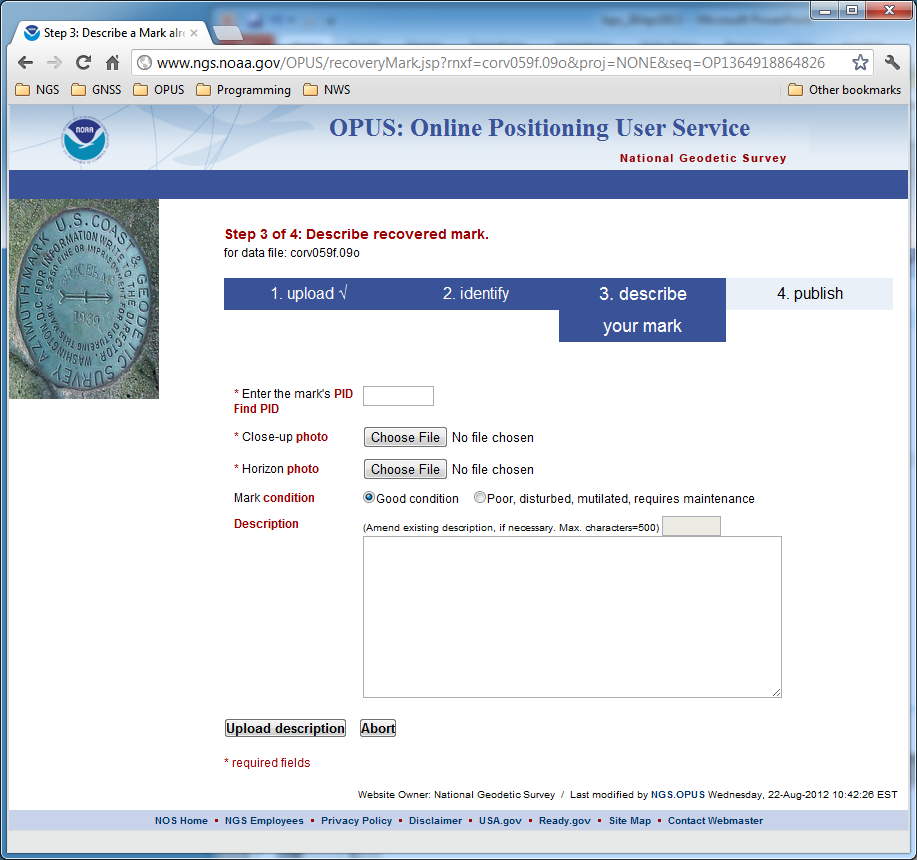 Step 3: Describe a Mark alre
www.ngs.noaa.gov/OPUS/recoveryMark.jsp?rnxf=corv059f.09o&proj=NONE&seq=OP1364918864826
NGS GNSS OPUS Programming NWS Other bookmarks
NOAA
OPUS: Online Positioning User Service
National Geodetic Survey
U.S. COAST & GEODETIC SURVEY
AZIMUTH MARK
FOR INFORMATION WRITE TO THE DIRECTOR, WASHINGTON, D.C.
$250 FINE OR IMPRISONMENT FOR DISTURBING THIS MARK
Step 3 of 4: Describe recovered mark.
for data file: corv059f.09o
1. upload √ 2. identify 3. describe your mark 4. publish
* Enter the mark's PID
Find PID
* Close-up photo Choose File No file chosen
* Horizon photo Choose File No file chosen
Mark condition Good condition Poor, disturbed, mutilated, requires maintenance
Description (Amend existing description, if necessary. Max. characters=500)
Upload description Abort
* required fields
Website Owner: National Geodetic Survey / Last modified by NGS.OPUS Wednesday, 22-Aug-2012 10:42:26 EST
NOS Home ▪ NGS Employees ▪ Privacy Policy ▪ Disclaimer ▪ USA.gov ▪ Ready.gov ▪ Site Map ▪ Contact Webmaster